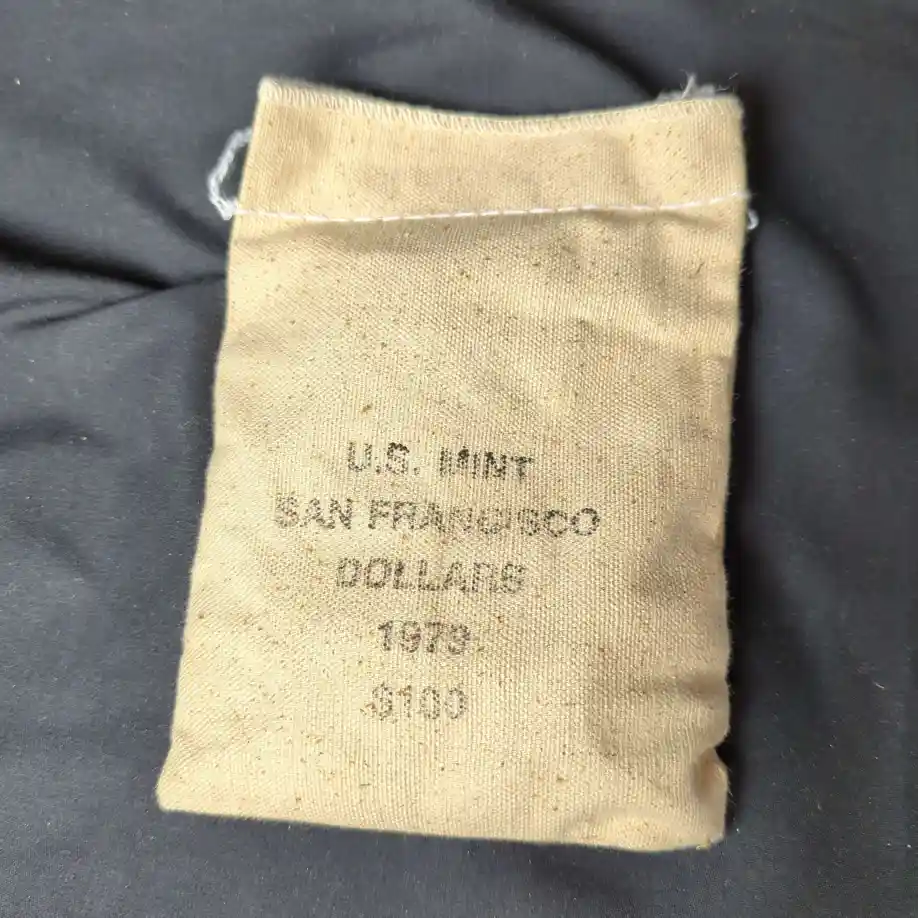 U.S. MINT
SAN FRANCISCO
DOLLARS
1979
$100